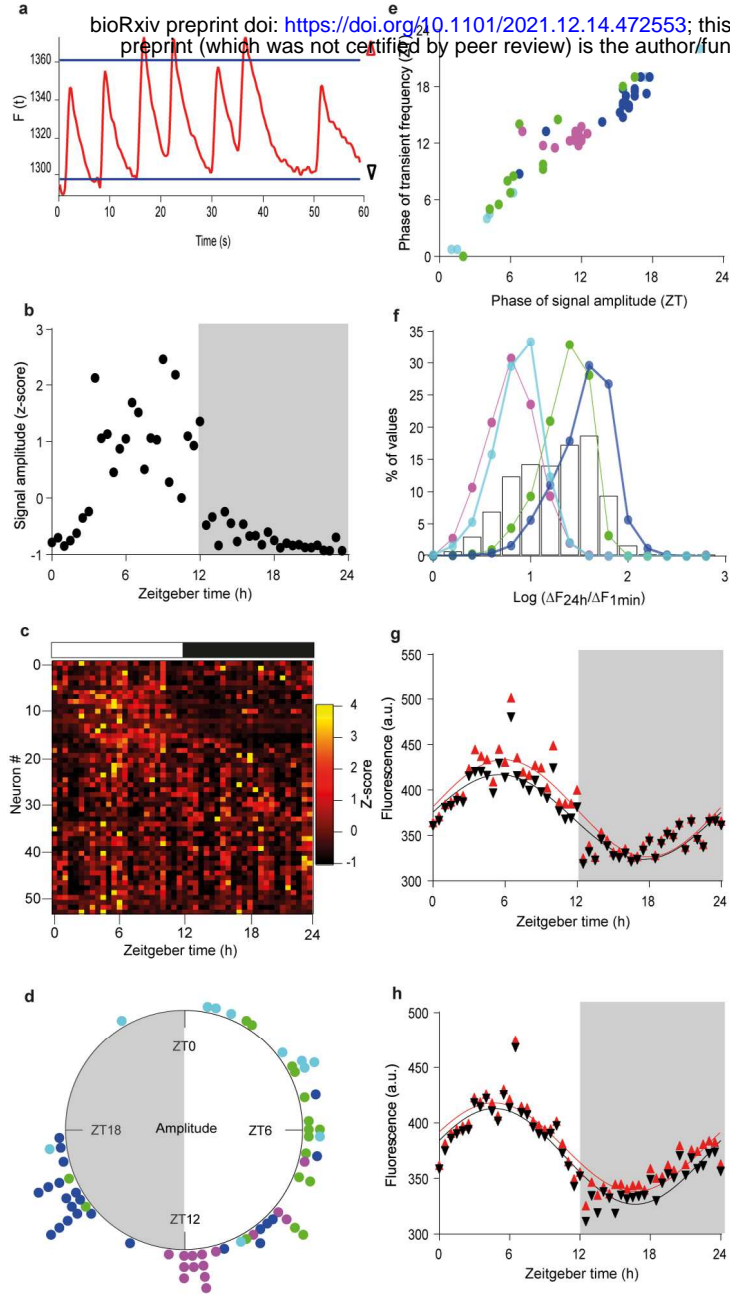 a
bioRxiv preprint doi: https://doi.org/10.1101/2021.12.14.472553; this
preprint (which was not certified by peer review) is the author/fun
1360
1340
1320
1300
F (t)
0 10 20 30 40 50 60
Time (s)
b
3
2
1
0
-1
Signal amplitude (z-score)
0 6 12 18 24
Zeitgeber time (h)
c
0
10
20
30
40
50
Neuron #
0 6 12 18 24
Zeitgeber time (h)
4
3
2
1
0
-1
Z-score
d
ZT0
ZT18
Amplitude
ZT6
ZT12
e
24
18
12
6
0
Phase of transient frequency (ZT)
0 6 12 18 24
Phase of signal amplitude (ZT)
f
35
30
25
20
15
10
5
0
% of values
0 1 2 3
Log (ΔF24h/ΔF1min)
g
550
500
450
400
350
300
Fluorescence (a.u.)
0 6 12 18 24
Zeitgeber time (h)
h
500
450
400
350
300
Fluorescence (a.u.)
0 6 12 18 24
Zeitgeber time (h)